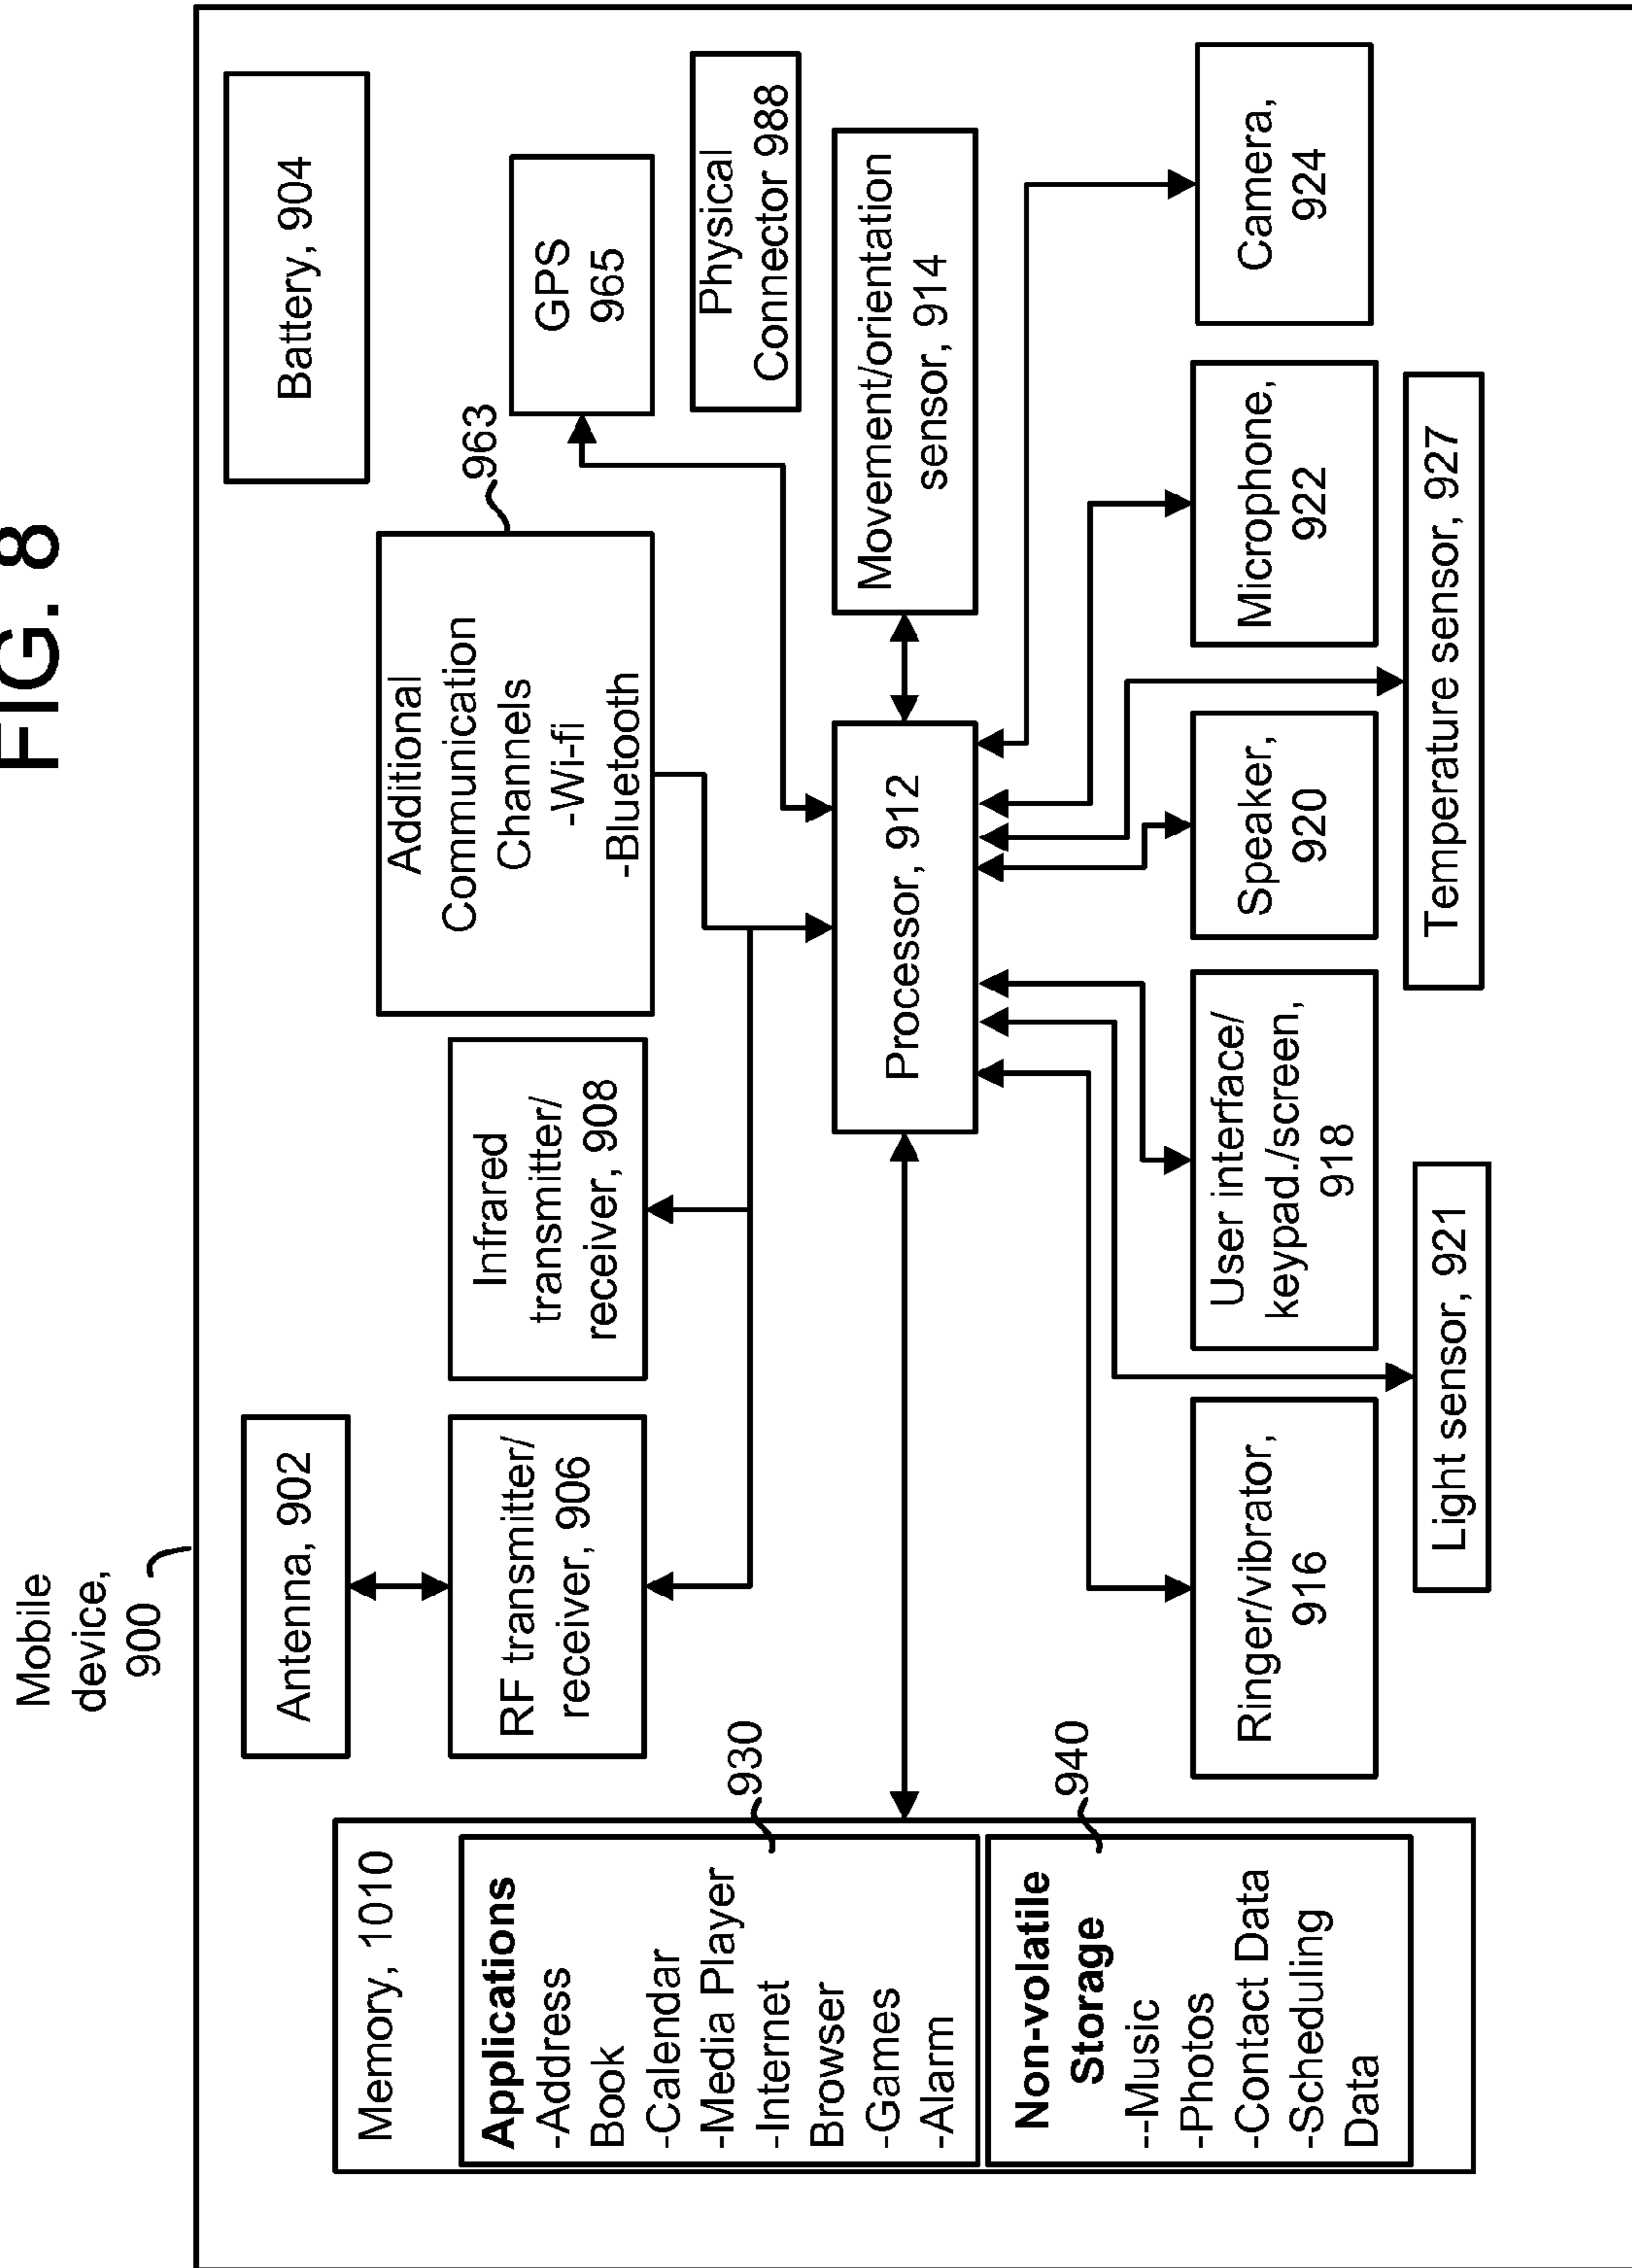 FIG. 8
Mobile
device,
900
Memory, 1010
Applications
-Address
Book
-Calendar
-Media Player
-Internet
Browser
-Games
-Alarm
930
Non-volatile
Storage
--Music
-Photos
-Contact Data
-Scheduling
Data
940
Antenna, 902
RF transmitter/
receiver, 906
Infrared
transmitter/
receiver, 908
Additional
Communication
Channels
-Wi-fi
-Bluetooth
963
Battery, 904
GPS
965
Physical
Connector 988
Processor, 912
Movement/orientation
sensor, 914
Ringer/vibrator,
916
User interface/
keypad./screen,
918
Speaker,
920
Microphone,
922
Camera,
924
Light sensor, 921
Temperature sensor, 927